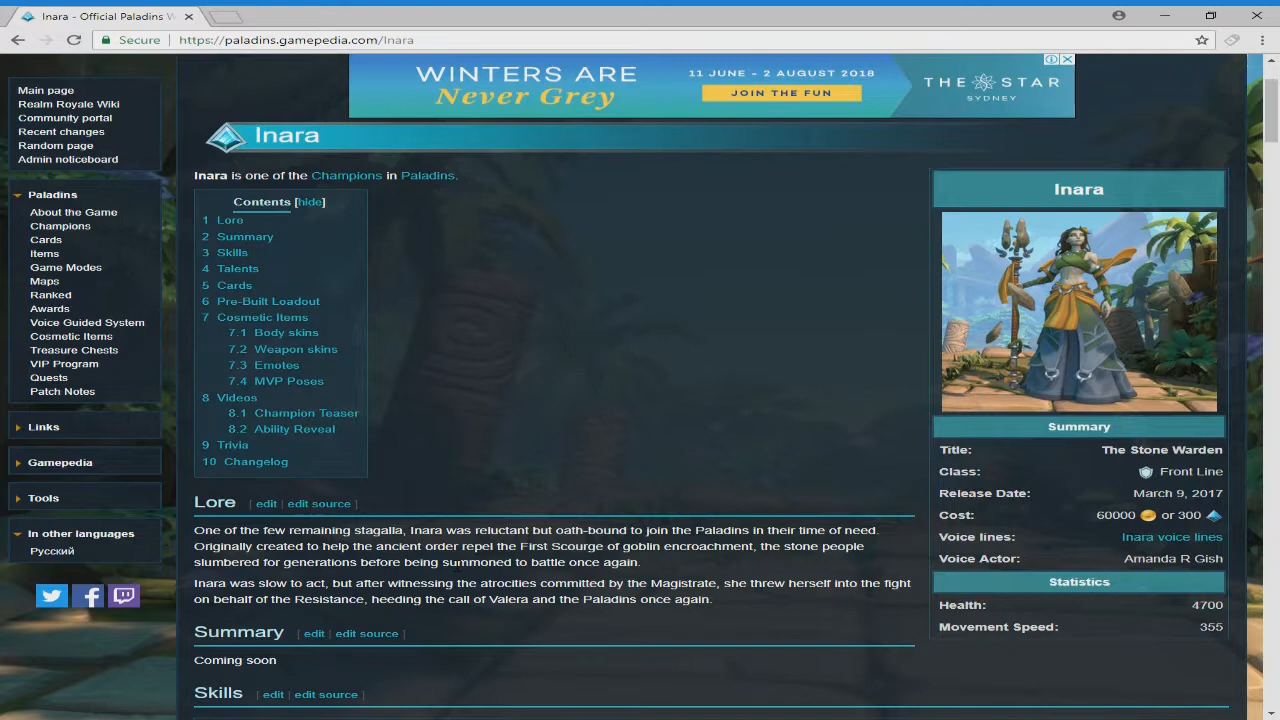 Inara - Official Paladins W
Secure
https://paladins.gamepedia.com/Inara
WINTERS ARE
Never Grey
11 JUNE - 2 AUGUST 2018
JOIN THE FUN
THE STAR
SYDNEY
Main page
Realm Royale Wiki
Community portal
Recent changes
Random page
Admin noticeboard
Paladins
About the Game
Champions
Cards
Items
Game Modes
Maps
Ranked
Awards
Voice Guided System
Cosmetic Items
Treasure Chests
VIP Program
Quests
Patch Notes
Links
Gamepedia
Tools
In other languages
Русский
Inara
Inara is one of the Champions in Paladins.
Contents [hide]
1 Lore
2 Summary
3 Skills
4 Talents
5 Cards
6 Pre-Built Loadout
7 Cosmetic Items
7.1 Body skins
7.2 Weapon skins
7.3 Emotes
7.4 MVP Poses
8 Videos
8.1 Champion Teaser
8.2 Ability Reveal
9 Trivia
10 Changelog
Lore [ edit | edit source ]
One of the few remaining stagalla, Inara was reluctant but oath-bound to join the Paladins in their time of need.
Originally created to help the ancient order repel the First Scourge of goblin encroachment, the stone people
slumbered for generations before being summoned to battle once again.
Inara was slow to act, but after witnessing the atrocities committed by the Magistrate, she threw herself into the fight
on behalf of the Resistance, heeding the call of Valera and the Paladins once again.
Summary [ edit | edit source ]
Coming soon
Skills [ edit | edit source ]
Inara
Summary
Title: The Stone Warden
Class: Front Line
Release Date: March 9, 2017
Cost: 60000 or 300
Voice lines: Inara voice lines
Voice Actor: Amanda R Gish
Statistics
Health: 4700
Movement Speed: 355